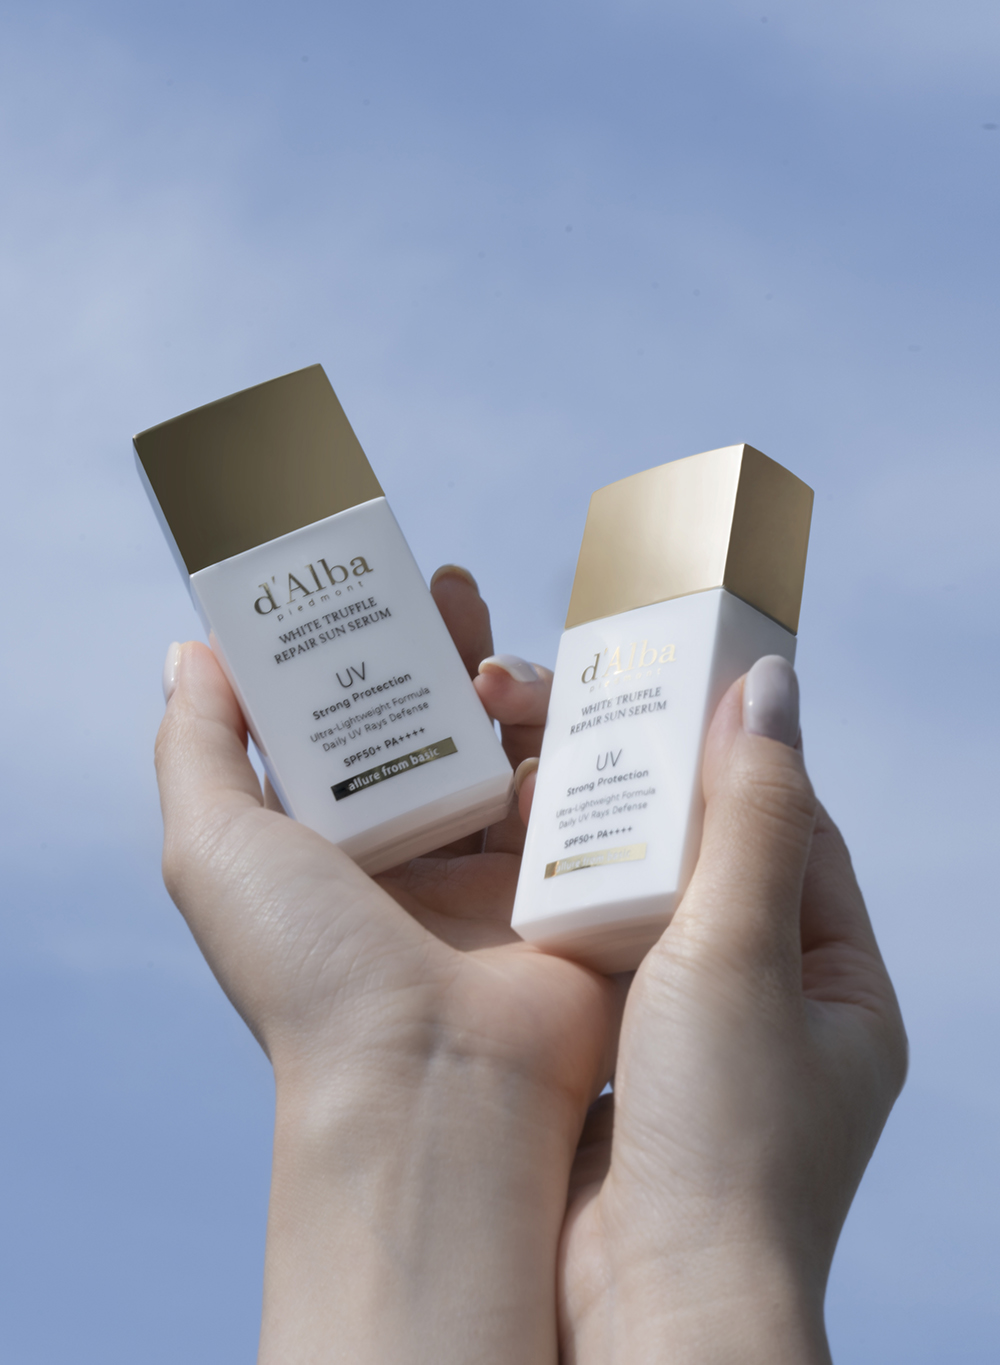 d'Alba
piedmont
WHITE TRUFFLE
REPAIR SUN SERUM
UV
Strong Protection
Ultra-Lightweight Formula
Daily UV Rays Defense
SPF50+ PA++++
allure from basic
d'Alba
piedmont
WHITE TRUFFLE
REPAIR SUN SERUM
UV
Strong Protection
Ultra-Lightweight Formula
Daily UV Rays Defense
SPF50+ PA++++